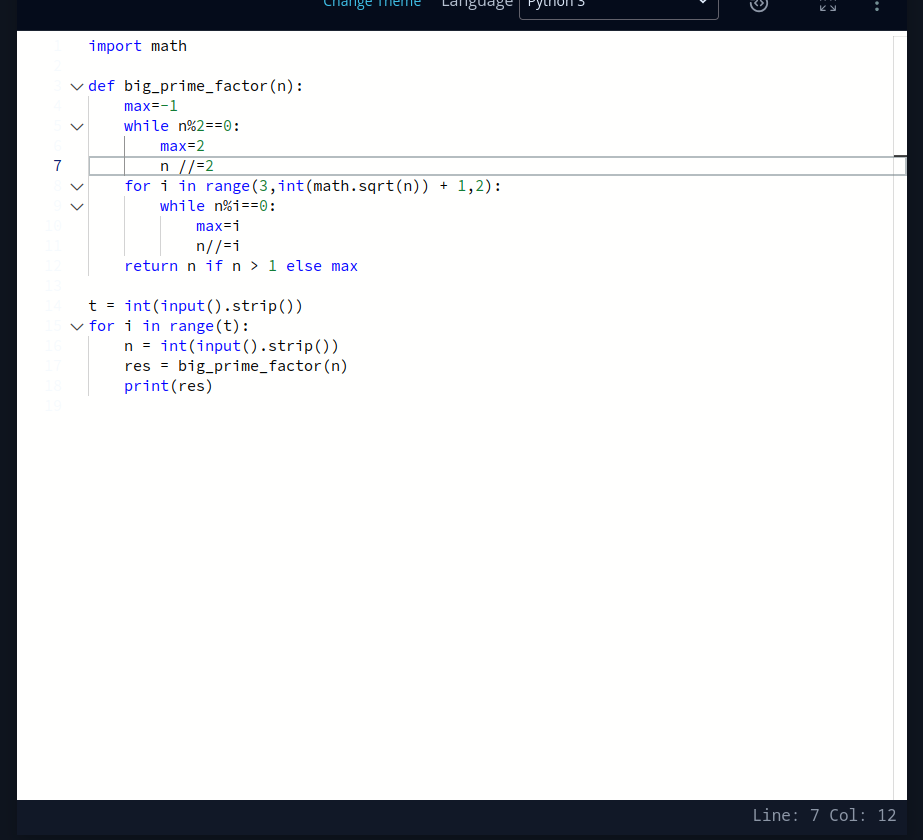 Change Theme Language Python 3
1 import math
2
3 def big_prime_factor(n):
4     max=-1
5     while n%2==0:
6         max=2
7         n //=2
8     for i in range(3,int(math.sqrt(n)) + 1,2):
9         while n%i==0:
10             max=i
11             n//=i
12     return n if n > 1 else max
13
14 t = int(input().strip())
15 for i in range(t):
16     n = int(input().strip())
17     res = big_prime_factor(n)
18     print(res)
19
Line: 7 Col: 12